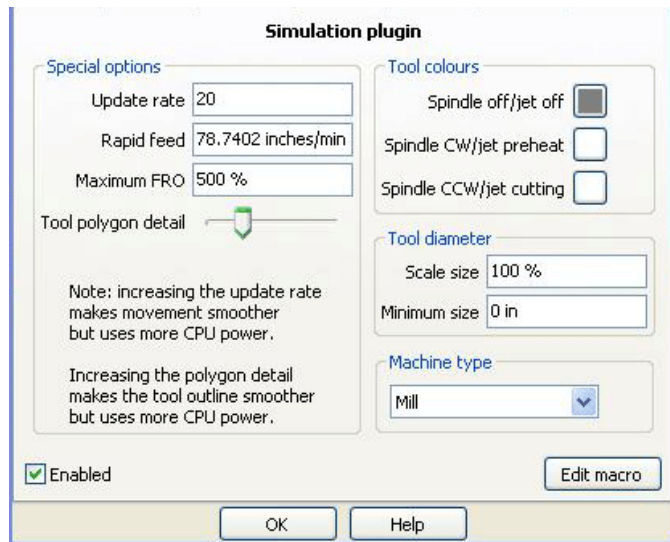 Simulation plugin
Special options
Update rate 20
Rapid feed 78.7402 inches/min
Maximum FRO 500 %
Tool polygon detail
Note: increasing the update rate
makes movement smoother
but uses more CPU power.
Increasing the polygon detail
makes the tool outline smoother
but uses more CPU power.
Tool colours
Spindle off/jet off
Spindle CW/jet preheat
Spindle CCW/jet cutting
Tool diameter
Scale size 100 %
Minimum size 0 in
Machine type
Mill
Enabled
Edit macro
OK
Help